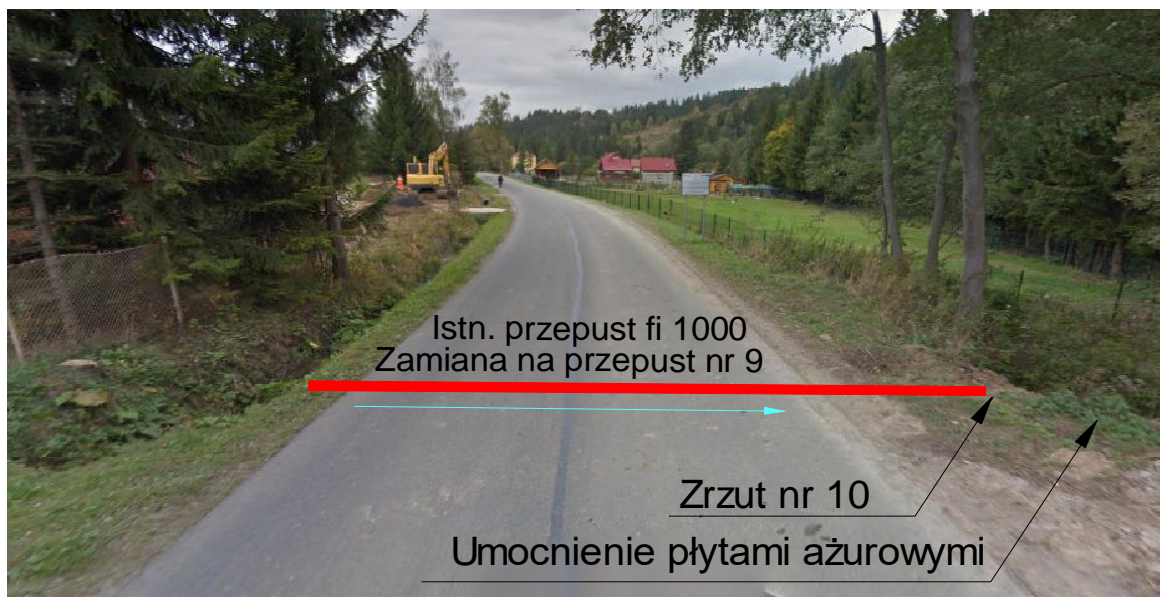 Istn. przepust fi 1000
Zamiana na przepust nr 9
Zrzut nr 10
Umocnienie płytami ażurowymi